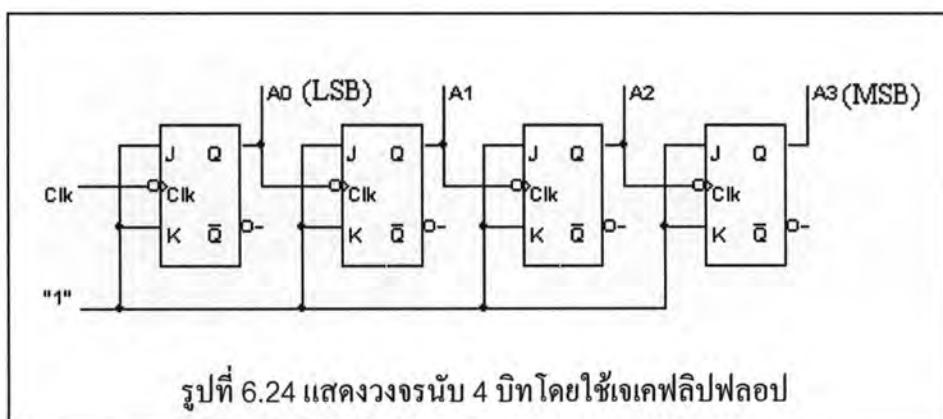 A0 (LSB) A1 A2 A3 (MSB)
J Q J Q J Q J Q
Clk Clk Clk Clk Clk
K Q̅ K Q̅ K Q̅ K Q̅
"1"
รูปที่ 6.24 แสดงวงจรนับ 4 บิทโดยใช้เจเคฟลิปฟลอป